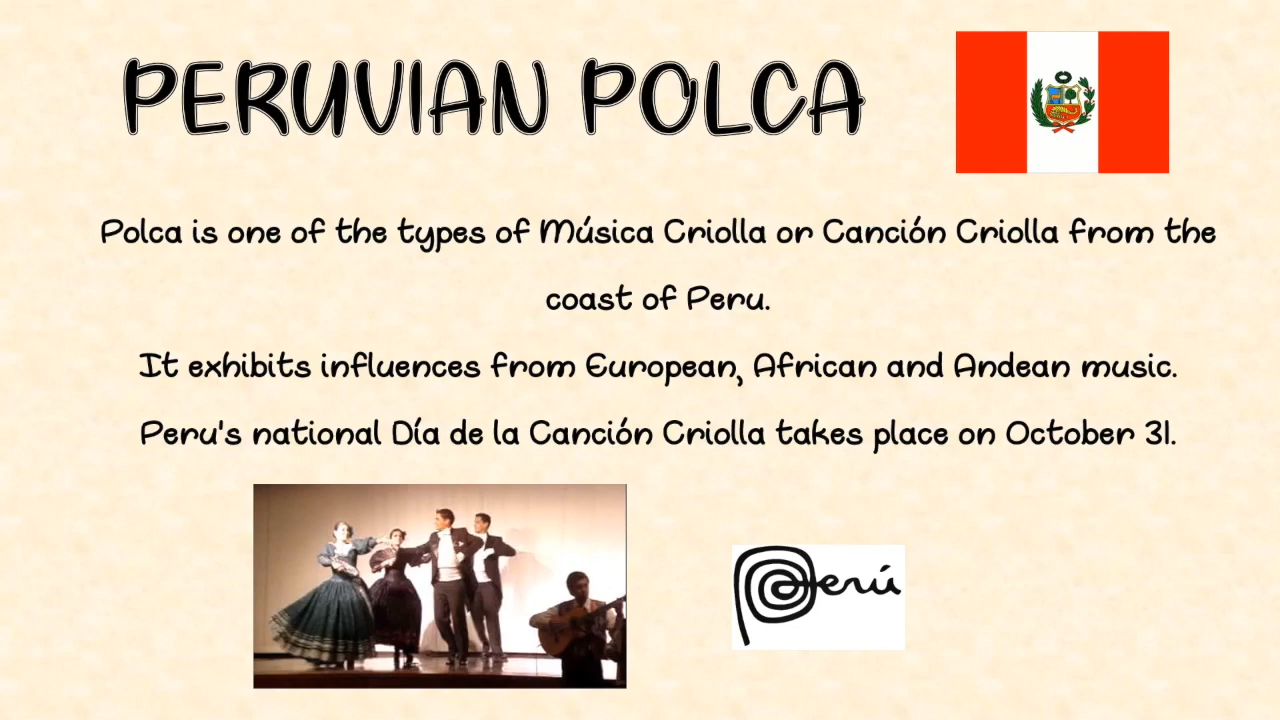 PERUVIAN POLCA
Polca is one of the types of Música Criolla or Canción Criolla from the
coast of Peru.
It exhibits influences from European, African and Andean music.
Peru's national Día de la Canción Criolla takes place on October 31.
Perú